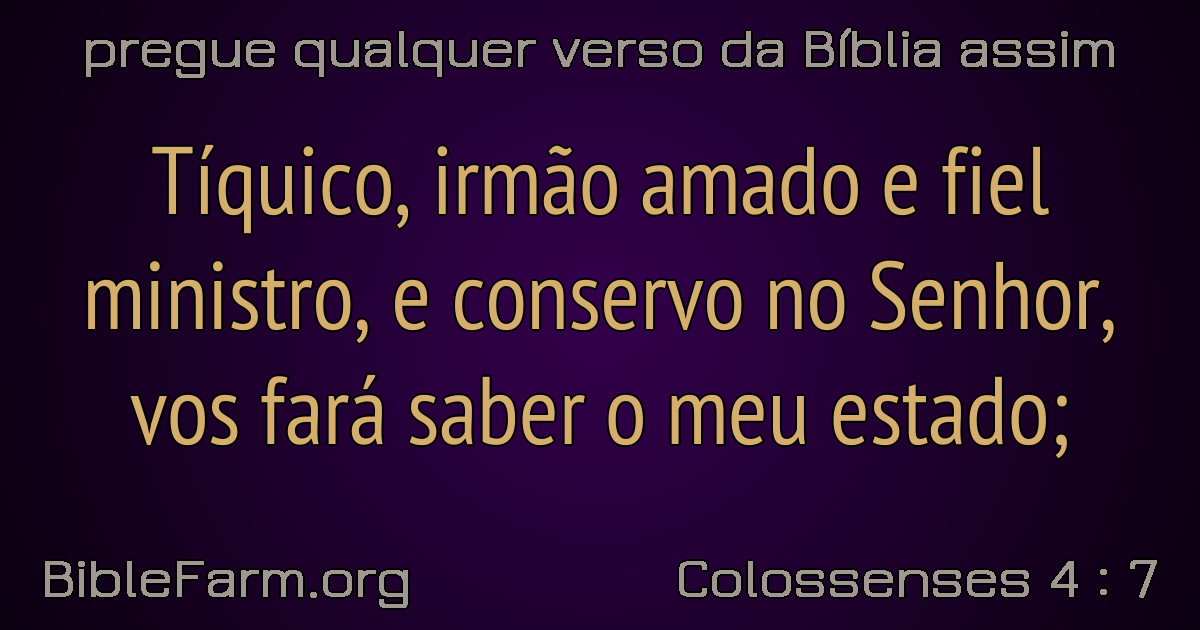 pregue qualquer verso da Bíblia assim
Tíquico, irmão amado e fiel
ministro, e conservo no Senhor,
vos fará saber o meu estado;
BibleFarm.org
Colossenses 4 : 7